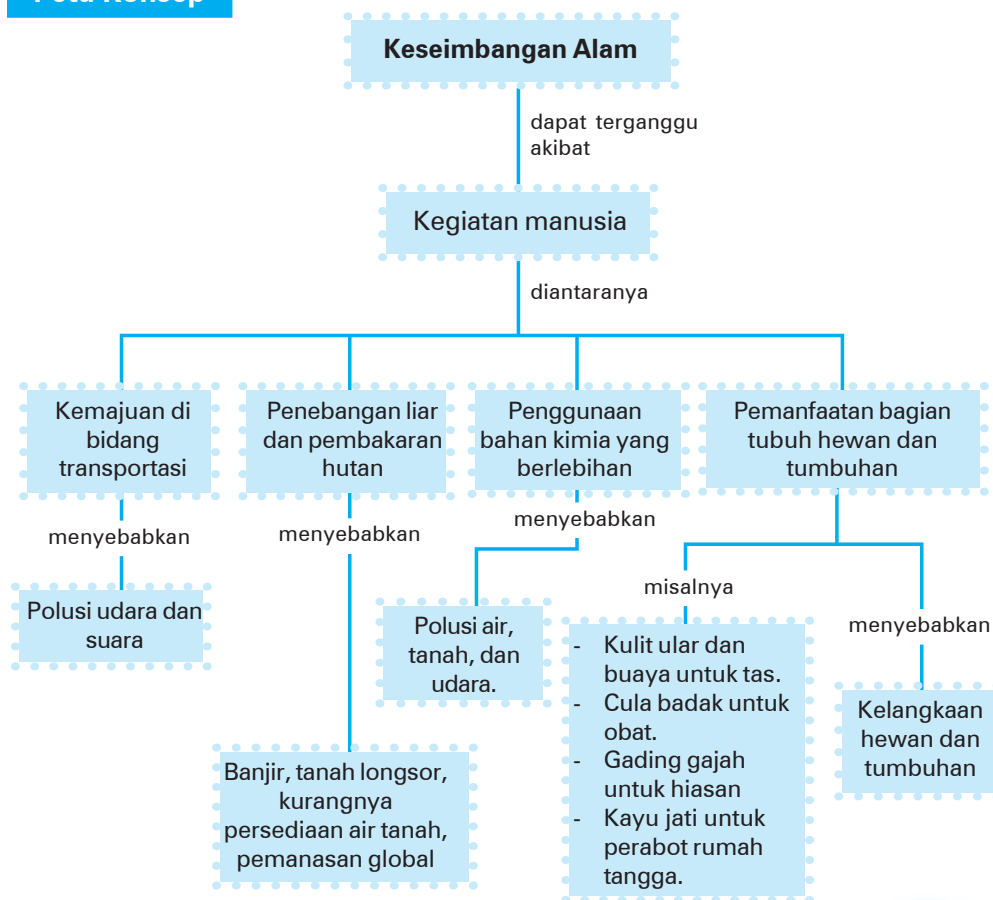 Peta Konsep
Keseimbangan Alam
dapat terganggu
akibat
Kegiatan manusia
diantaranya
Kemajuan di
bidang
transportasi
Penebangan liar
dan pembakaran
hutan
Penggunaan
bahan kimia yang
berlebihan
Pemanfaatan bagian
tubuh hewan dan
tumbuhan
menyebabkan
menyebabkan
menyebabkan
misalnya
menyebabkan
Polusi udara dan
suara
Banjir, tanah longsor,
kurangnya
persediaan air tanah,
pemanasan global
Polusi air,
tanah, dan
udara.
- Kulit ular dan
buaya untuk tas.
- Cula badak untuk
obat.
- Gading gajah
untuk hiasan
- Kayu jati untuk
perabot rumah
tangga.
Kelangkaan
hewan dan
tumbuhan